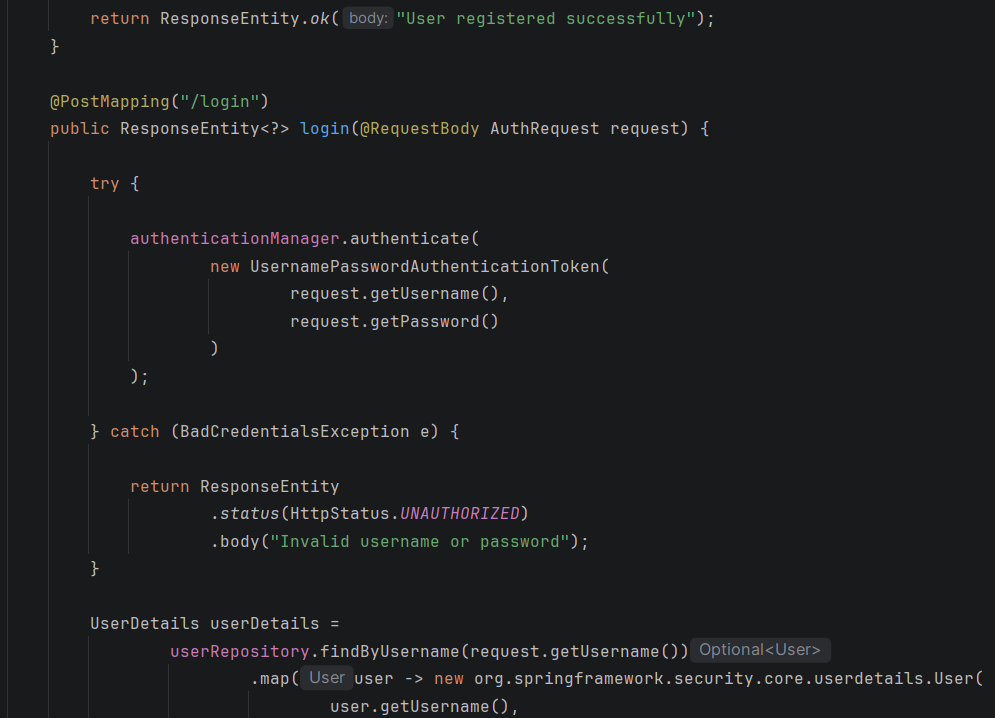 return ResponseEntity.ok( body: "User registered successfully");
}
@PostMapping("/login")
public ResponseEntity<?> login(@RequestBody AuthRequest request) {
try {
authenticationManager.authenticate(
new UsernamePasswordAuthenticationToken(
request.getUsername(),
request.getPassword()
)
);
} catch (BadCredentialsException e) {
return ResponseEntity
.status(HttpStatus.UNAUTHORIZED)
.body("Invalid username or password");
}
UserDetails userDetails =
userRepository.findByUsername(request.getUsername()) Optional<User>
.map( User user -> new org.springframework.security.core.userdetails.User(
user.getUsername(),